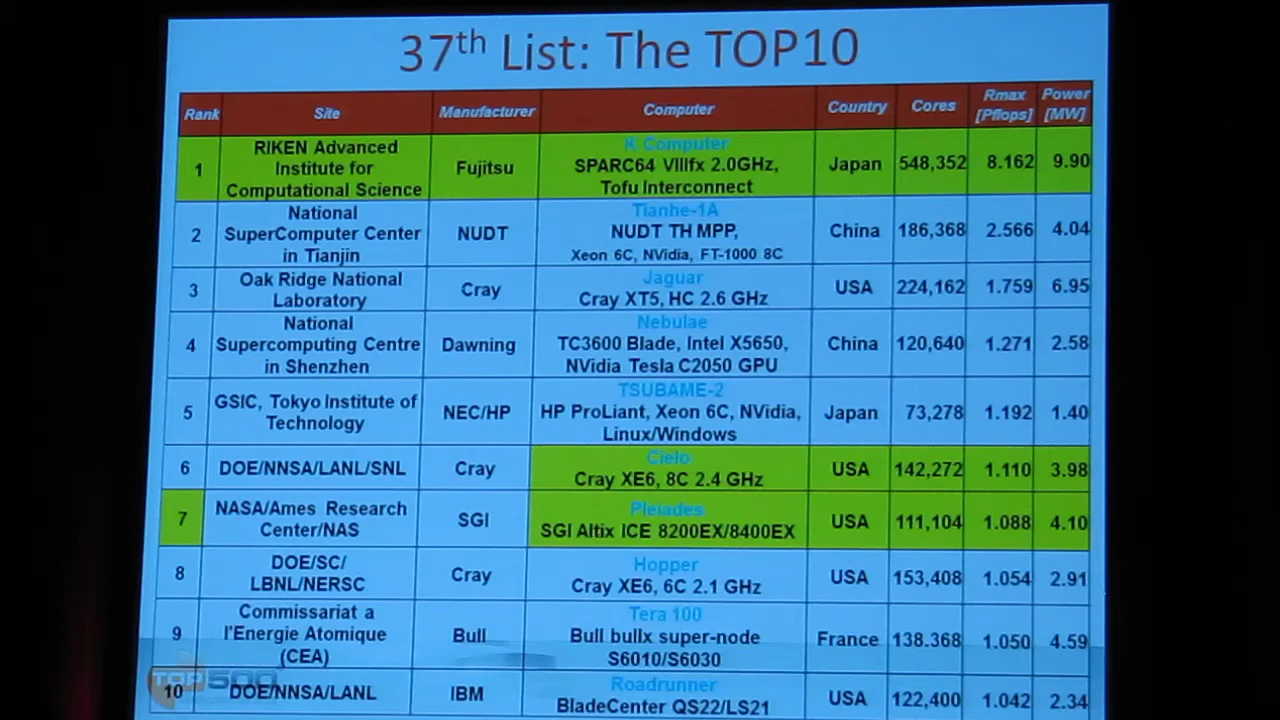 37th List: The TOP10
Rank Site Manufacturer Computer Country Cores Rmax [Pflops] Power [MW]
1 RIKEN Advanced Institute for Computational Science Fujitsu K Computer SPARC64 VIIIfx 2.0GHz, Tofu Interconnect Japan 548,352 8.162 9.90
2 National SuperComputer Center in Tianjin NUDT Tianhe-1A NUDT TH MPP, Xeon 6C, NVidia, FT-1000 8C China 186,368 2.566 4.04
3 Oak Ridge National Laboratory Cray Jaguar Cray XT5, HC 2.6 GHz USA 224,162 1.759 6.95
4 National Supercomputing Centre in Shenzhen Dawning Nebulae TC3600 Blade, Intel X5650, NVidia Tesla C2050 GPU China 120,640 1.271 2.58
5 GSIC, Tokyo Institute of Technology NEC/HP TSUBAME-2 HP ProLiant, Xeon 6C, NVidia, Linux/Windows Japan 73,278 1.192 1.40
6 DOE/NNSA/LANL/SNL Cray Cielo Cray XE6, 8C 2.4 GHz USA 142,272 1.110 3.98
7 NASA/Ames Research Center/NAS SGI Pleiades SGI Altix ICE 8200EX/8400EX USA 111,104 1.088 4.10
8 DOE/SC/ LBNL/NERSC Cray Hopper Cray XE6, 6C 2.1 GHz USA 153,408 1.054 2.91
9 Commissariat a l'Energie Atomique (CEA) Bull Tera 100 Bull bullx super-node S6010/S6030 France 138.368 1.050 4.59
10 DOE/NNSA/LANL IBM Roadrunner BladeCenter QS22/LS21 USA 122,400 1.042 2.34
TOP500